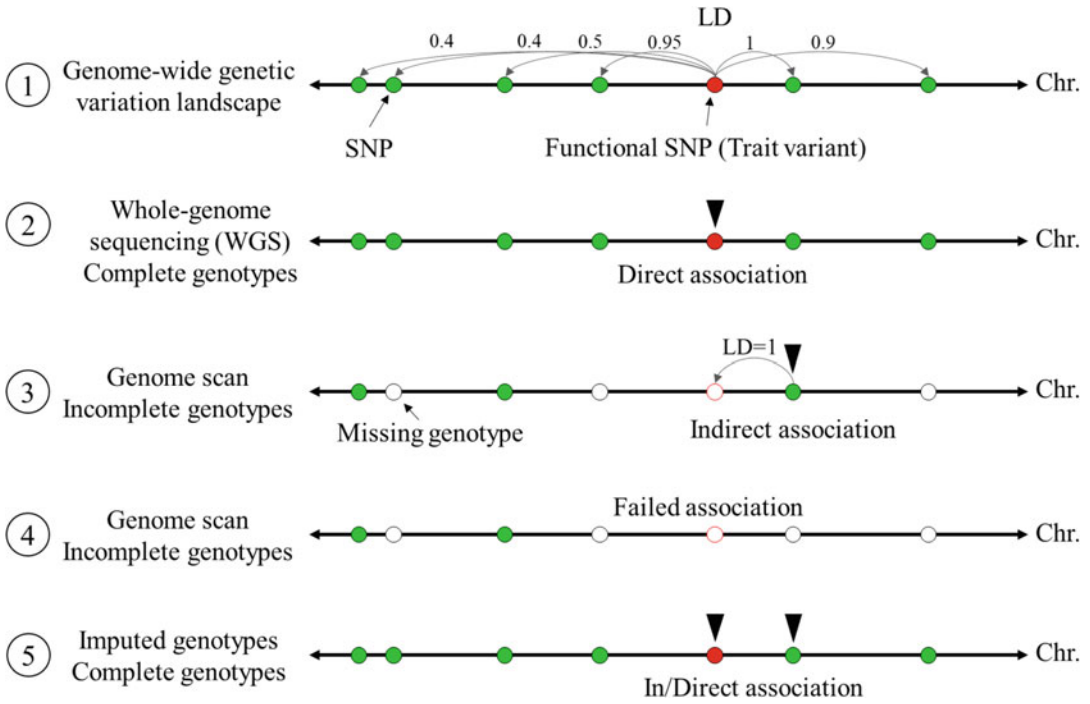 LD
0.4 0.4 0.5 0.95 1 0.9
1 Genome-wide genetic
variation landscape
Chr.
SNP
Functional SNP (Trait variant)
2 Whole-genome
sequencing (WGS)
Complete genotypes
Chr.
Direct association
LD=1
3 Genome scan
Incomplete genotypes
Chr.
Missing genotype
Indirect association
Failed association
4 Genome scan
Incomplete genotypes
Chr.
5 Imputed genotypes
Complete genotypes
Chr.
In/Direct association